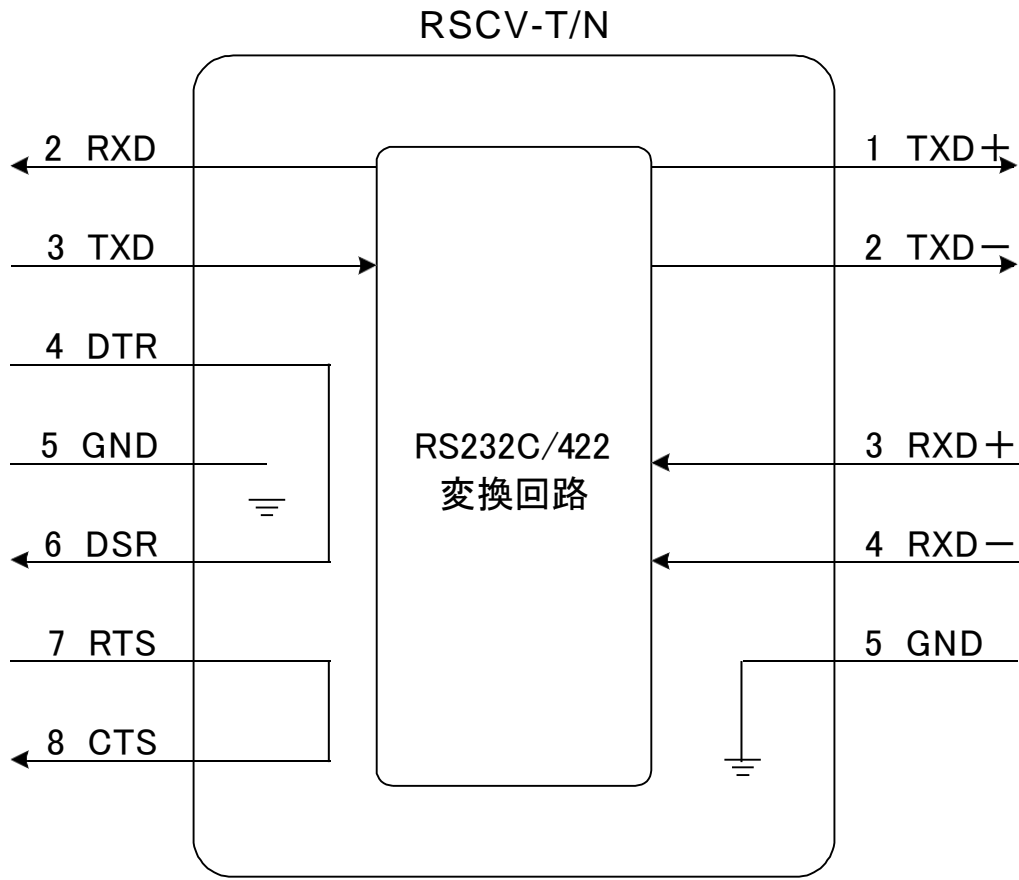 RSCV-T/N
2 RXD
3 TXD
4 DTR
5 GND
6 DSR
7 RTS
8 CTS
RS232C/422
変換回路
1 TXD＋
2 TXD－
3 RXD＋
4 RXD－
5 GND